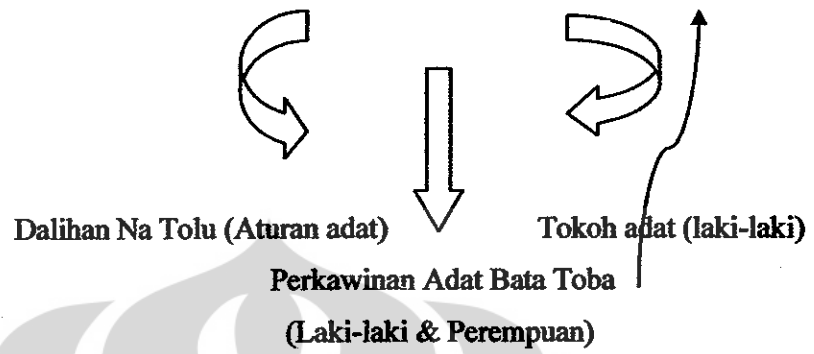 Dalihan Na Tolu (Aturan adat) Tokoh adat (laki-laki)
Perkawinan Adat Bata Toba
(Laki-laki & Perempuan)